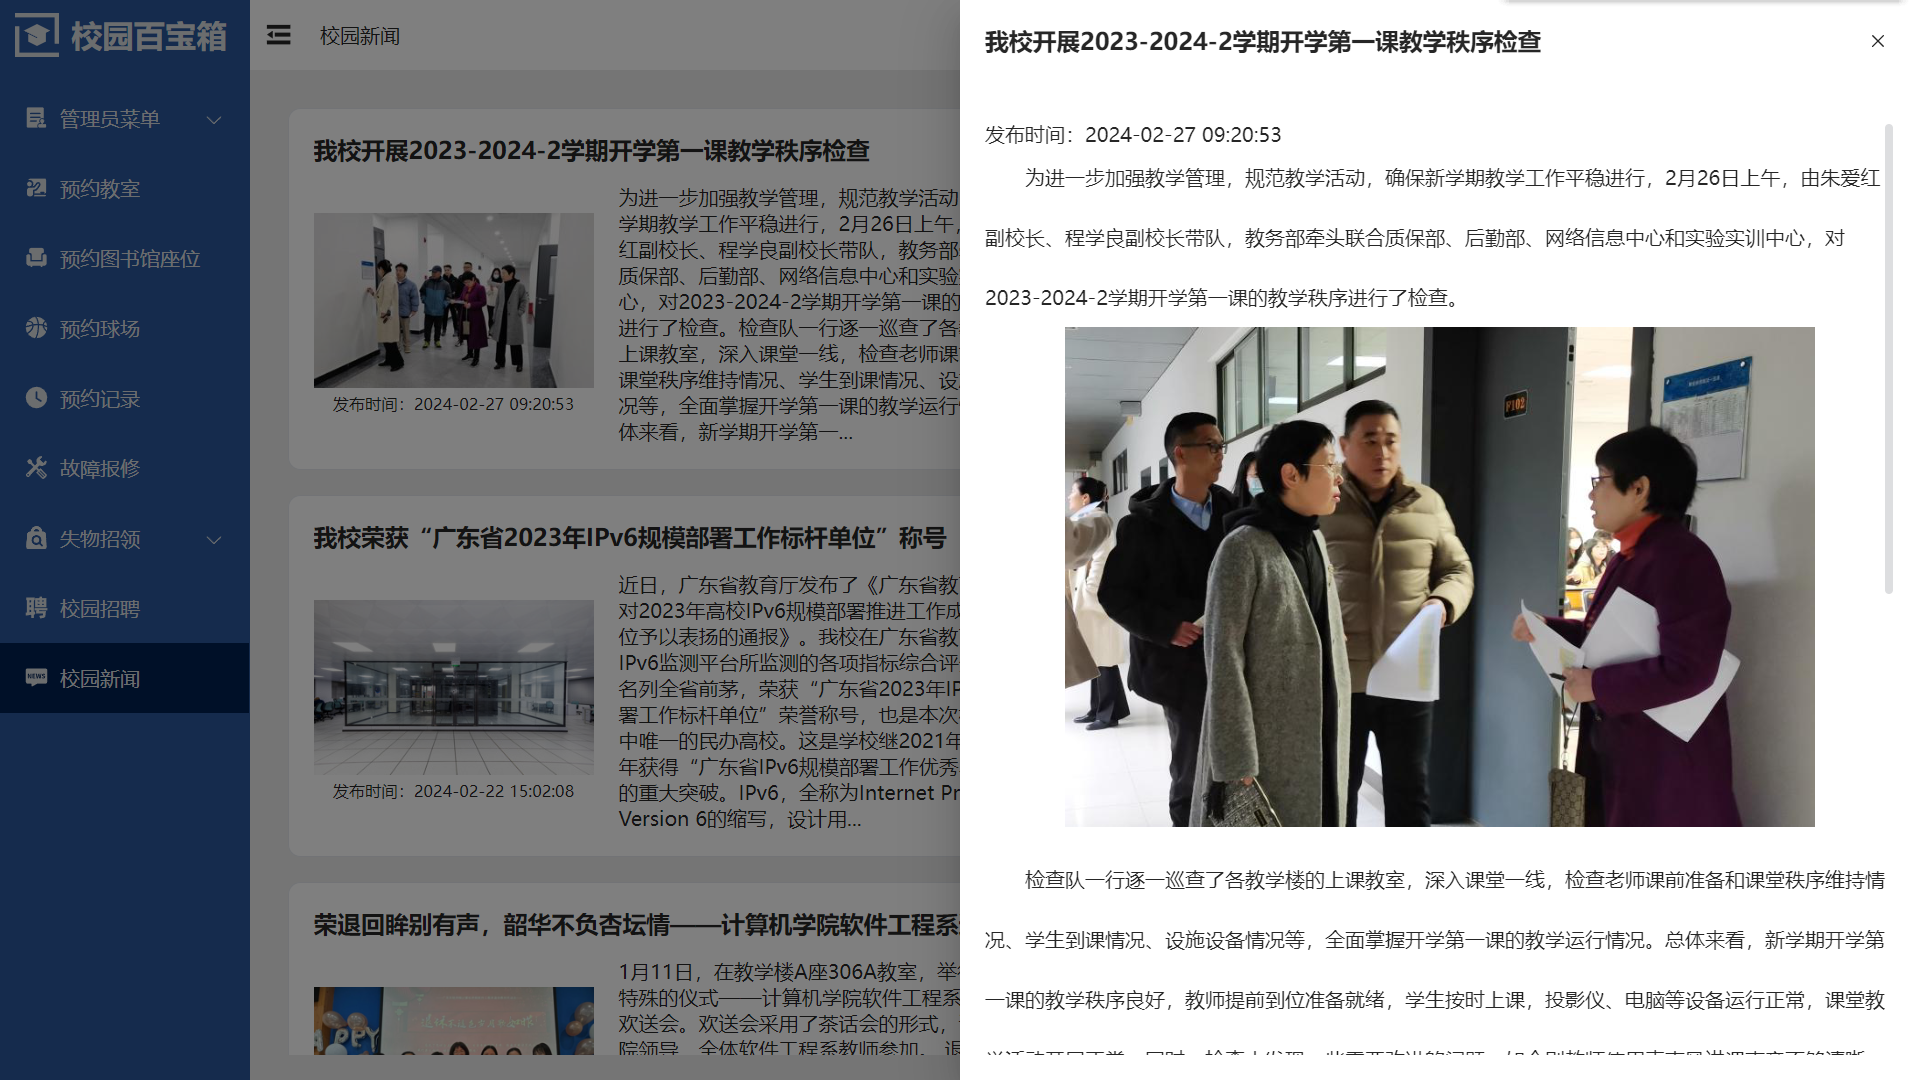 校园百宝箱
管理员菜单
预约教室
预约图书馆座位
预约球场
预约记录
故障报修
失物招领
校园招聘
校园新闻
校园新闻
我校开展2023-2024-2学期开学第一课教学秩序检查
为进一步加强教学管理，规范教学活动
学期教学工作平稳进行，2月26日上午，
红副校长、程学良副校长带队，教务部
质保部、后勤部、网络信息中心和实验
心，对2023-2024-2学期开学第一课的
进行了检查。检查队一行逐一巡查了各
上课教室，深入课堂一线，检查老师课
课堂秩序维持情况、学生到课情况、设
况等，全面掌握开学第一课的教学运行
体来看，新学期开学第一...
发布时间：2024-02-27 09:20:53
我校荣获“广东省2023年IPv6规模部署工作标杆单位”称号
近日，广东省教育厅发布了《广东省教
对2023年高校IPv6规模部署推进工作成
位予以表扬的通报》。我校在广东省教
IPv6监测平台所监测的各项指标综合评
名列全省前茅，荣获“广东省2023年IP
署工作标杆单位”荣誉称号，也是本次
中唯一的民办高校。这是学校继2021年
年获得“广东省IPv6规模部署工作优秀
的重大突破。IPv6，全称为Internet Pr
Version 6的缩写，设计用...
发布时间：2024-02-22 15:02:08
荣退回眸别有声，韶华不负杏坛情——计算机学院软件工程系
1月11日，在教学楼A座306A教室，举
特殊的仪式——计算机学院软件工程系
欢送会。欢送会采用了茶话会的形式，
院领导、全体软件工程系教师参加。退
我校开展2023-2024-2学期开学第一课教学秩序检查
发布时间：2024-02-27 09:20:53
为进一步加强教学管理，规范教学活动，确保新学期教学工作平稳进行，2月26日上午，由朱爱红
副校长、程学良副校长带队，教务部牵头联合质保部、后勤部、网络信息中心和实验实训中心，对
2023-2024-2学期开学第一课的教学秩序进行了检查。
F102
检查队一行逐一巡查了各教学楼的上课教室，深入课堂一线，检查老师课前准备和课堂秩序维持情
况、学生到课情况、设施设备情况等，全面掌握开学第一课的教学运行情况。总体来看，新学期开学第
一课的教学秩序良好，教师提前到位准备就绪，学生按时上课，投影仪、电脑等设备运行正常，课堂教